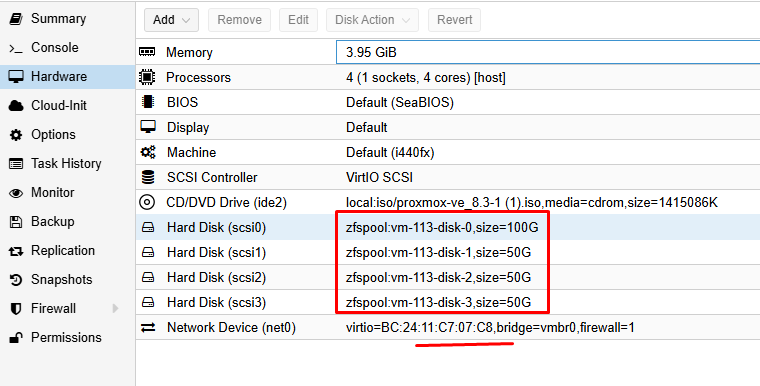 Summary
Console
Hardware
Cloud-Init
Options
Task History
Monitor
Backup
Replication
Snapshots
Firewall
Permissions
Add Remove Edit Disk Action Revert
Memory 3.95 GiB
Processors 4 (1 sockets, 4 cores) [host]
BIOS Default (SeaBIOS)
Display Default
Machine Default (i440fx)
SCSI Controller VirtIO SCSI
CD/DVD Drive (ide2) local:iso/proxmox-ve_8.3-1 (1).iso,media=cdrom,size=1415086K
Hard Disk (scsi0) zfspool:vm-113-disk-0,size=100G
Hard Disk (scsi1) zfspool:vm-113-disk-1,size=50G
Hard Disk (scsi2) zfspool:vm-113-disk-2,size=50G
Hard Disk (scsi3) zfspool:vm-113-disk-3,size=50G
Network Device (net0) virtio=BC:24:11:C7:07:C8,bridge=vmbr0,firewall=1